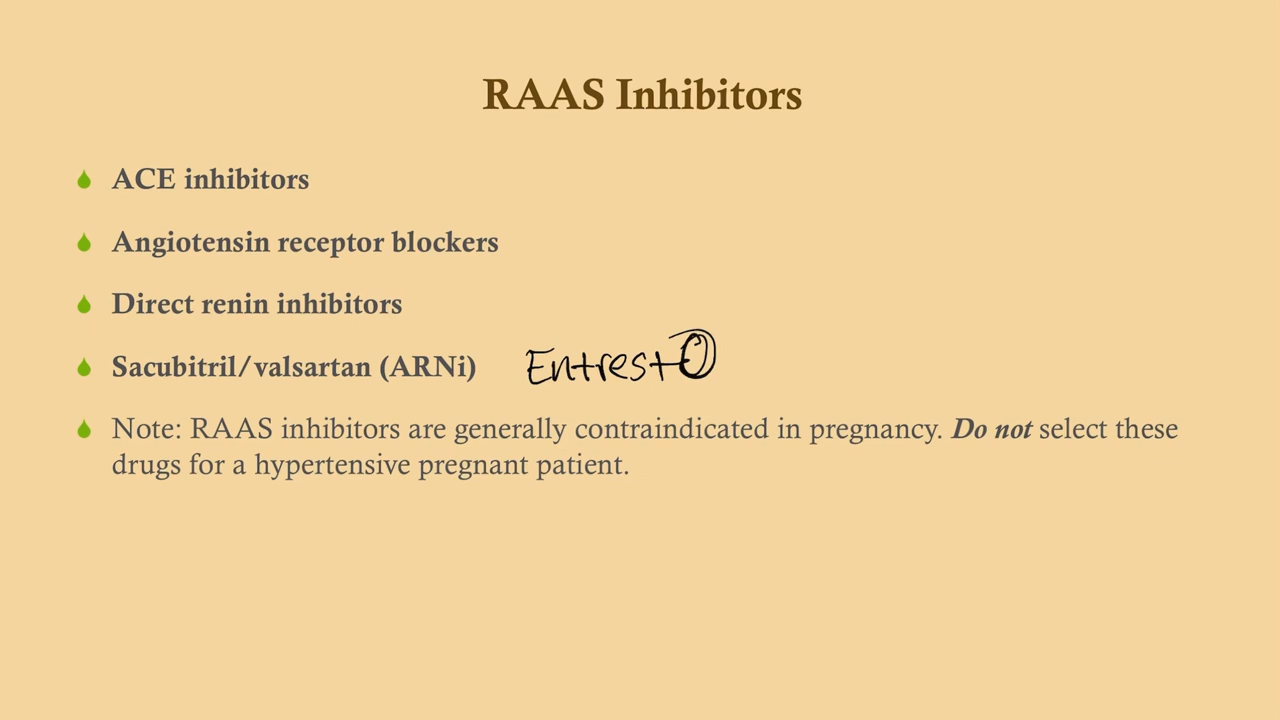 RAAS Inhibitors
ACE inhibitors
Angiotensin receptor blockers
Direct renin inhibitors
Sacubitril/valsartan (ARNi) Entresto
Note: RAAS inhibitors are generally contraindicated in pregnancy. Do not select these
drugs for a hypertensive pregnant patient.